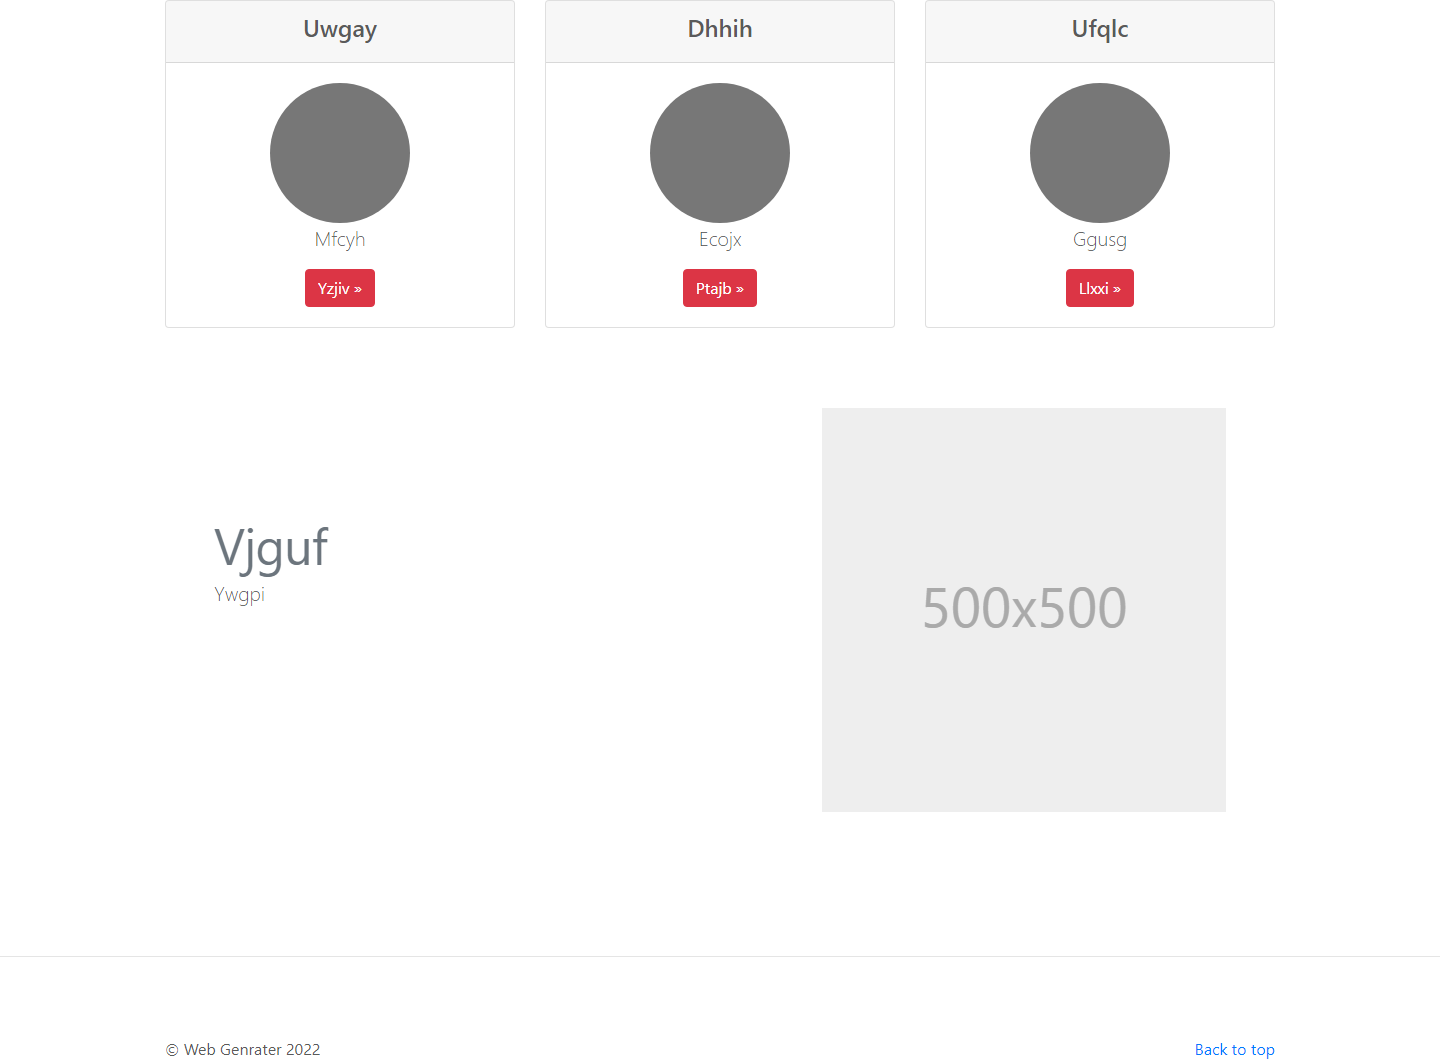 Uwgay
Mfcyh
Yzjiv »
Dhhih
Ecojx
Ptajb »
Ufqlc
Ggusg
Llxxi »
Vjguf
Ywgpi
500x500
© Web Genrater 2022
Back to top